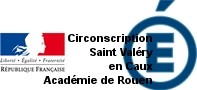 Circonscription
Saint Valéry
en Caux
Académie de Rouen
Liberté • Égalité • Fraternité
RÉPUBLIQUE FRANÇAISE